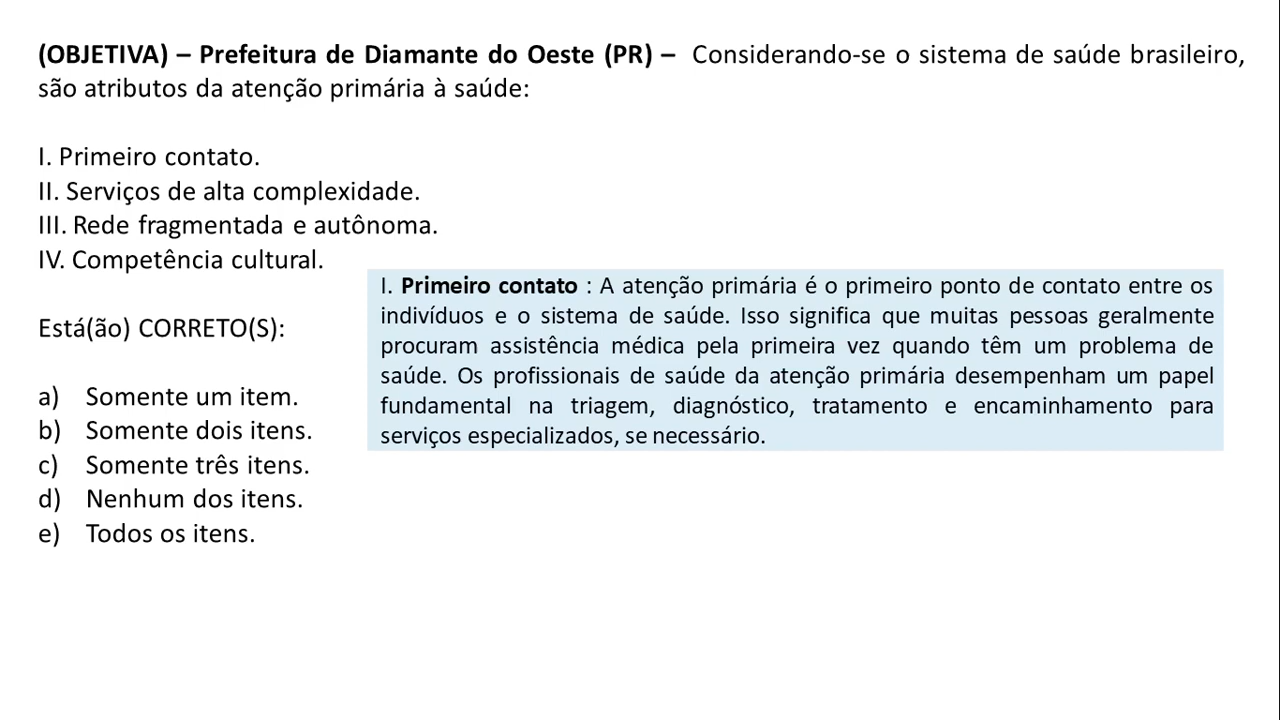 (OBJETIVA) – Prefeitura de Diamante do Oeste (PR) – Considerando-se o sistema de saúde brasileiro,
são atributos da atenção primária à saúde:
I. Primeiro contato.
II. Serviços de alta complexidade.
III. Rede fragmentada e autônoma.
IV. Competência cultural.
Está(ão) CORRETO(S):
a) Somente um item.
b) Somente dois itens.
c) Somente três itens.
d) Nenhum dos itens.
e) Todos os itens.
I. Primeiro contato : A atenção primária é o primeiro ponto de contato entre os
indivíduos e o sistema de saúde. Isso significa que muitas pessoas geralmente
procuram assistência médica pela primeira vez quando têm um problema de
saúde. Os profissionais de saúde da atenção primária desempenham um papel
fundamental na triagem, diagnóstico, tratamento e encaminhamento para
serviços especializados, se necessário.